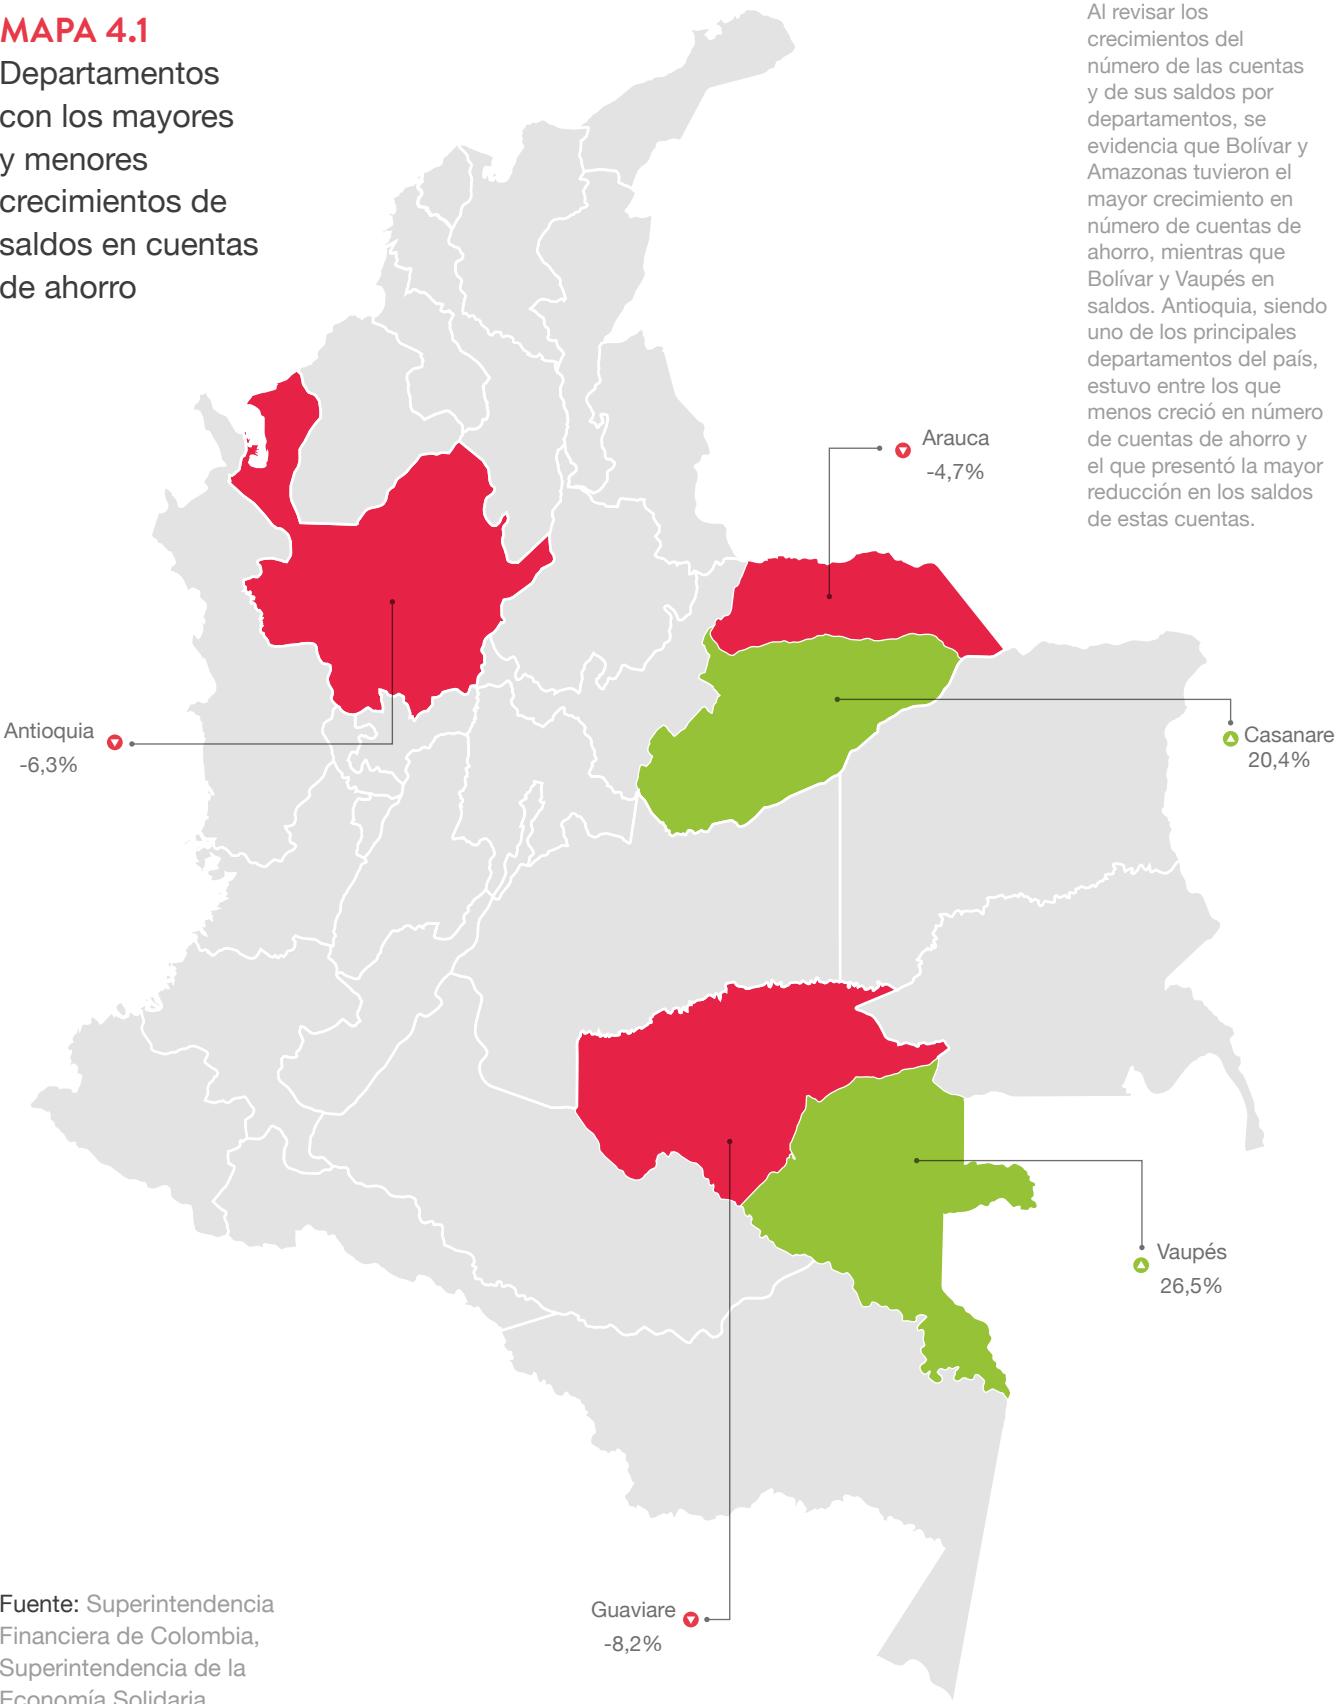 MAPA 4.1
Departamentos
con los mayores
y menores
crecimientos de
saldos en cuentas
de ahorro
Al revisar los
crecimientos del
número de las cuentas
y de sus saldos por
departamentos, se
evidencia que Bolívar y
Amazonas tuvieron el
mayor crecimiento en
número de cuentas de
ahorro, mientras que
Bolívar y Vaupés en
saldos. Antioquia, siendo
uno de los principales
departamentos del país,
estuvo entre los que
menos creció en número
de cuentas de ahorro y
el que presentó la mayor
reducción en los saldos
de estas cuentas.
Arauca
-4,7%
Antioquia
-6,3%
Casanare
20,4%
Vaupés
26,5%
Guaviare
-8,2%
Fuente: Superintendencia
Financiera de Colombia,
Superintendencia de la
Economía Solidaria